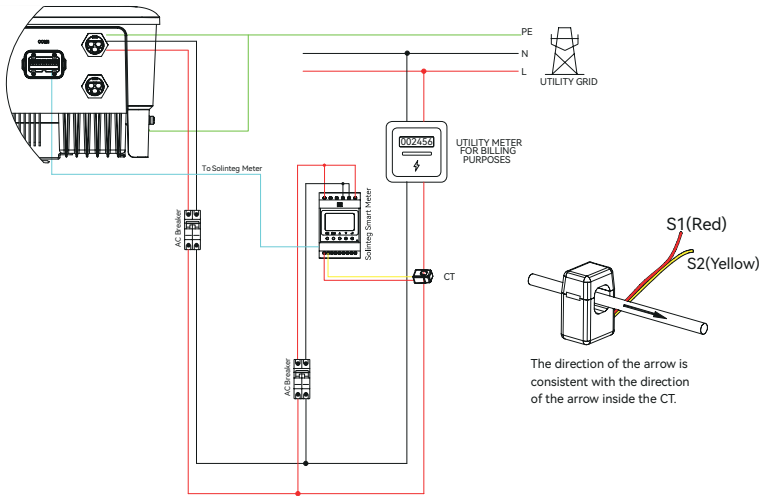 COM
PE
N
L
UTILITY GRID
002456
UTILITY METER
FOR BILLING
PURPOSES
To Solinteg Meter
AC Breaker
Solinteg Smart Meter
CT
AC Breaker
S1(Red)
S2(Yellow)
The direction of the arrow is
consistent with the direction
of the arrow inside the CT.